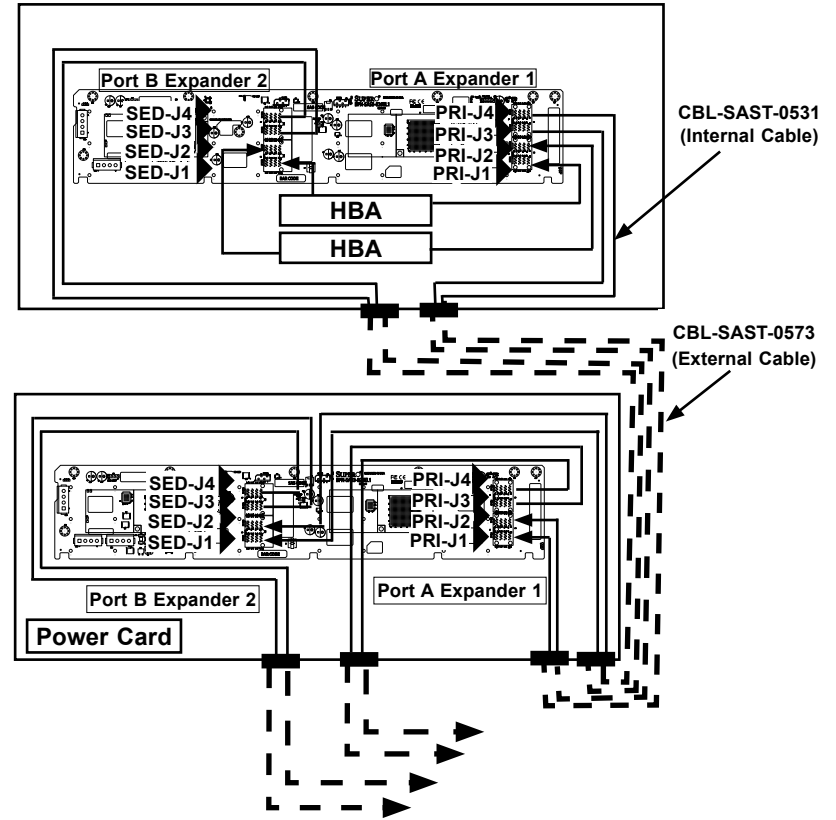 Port B Expander 2
Port A Expander 1
SED-J4
SED-J3
SED-J2
SED-J1
PRI-J4
PRI-J3
PRI-J2
PRI-J1
HBA
HBA
CBL-SAST-0531
(Internal Cable)
CBL-SAST-0573
(External Cable)
SED-J4
SED-J3
SED-J2
SED-J1
PRI-J4
PRI-J3
PRI-J2
PRI-J1
Port B Expander 2
Port A Expander 1
Power Card